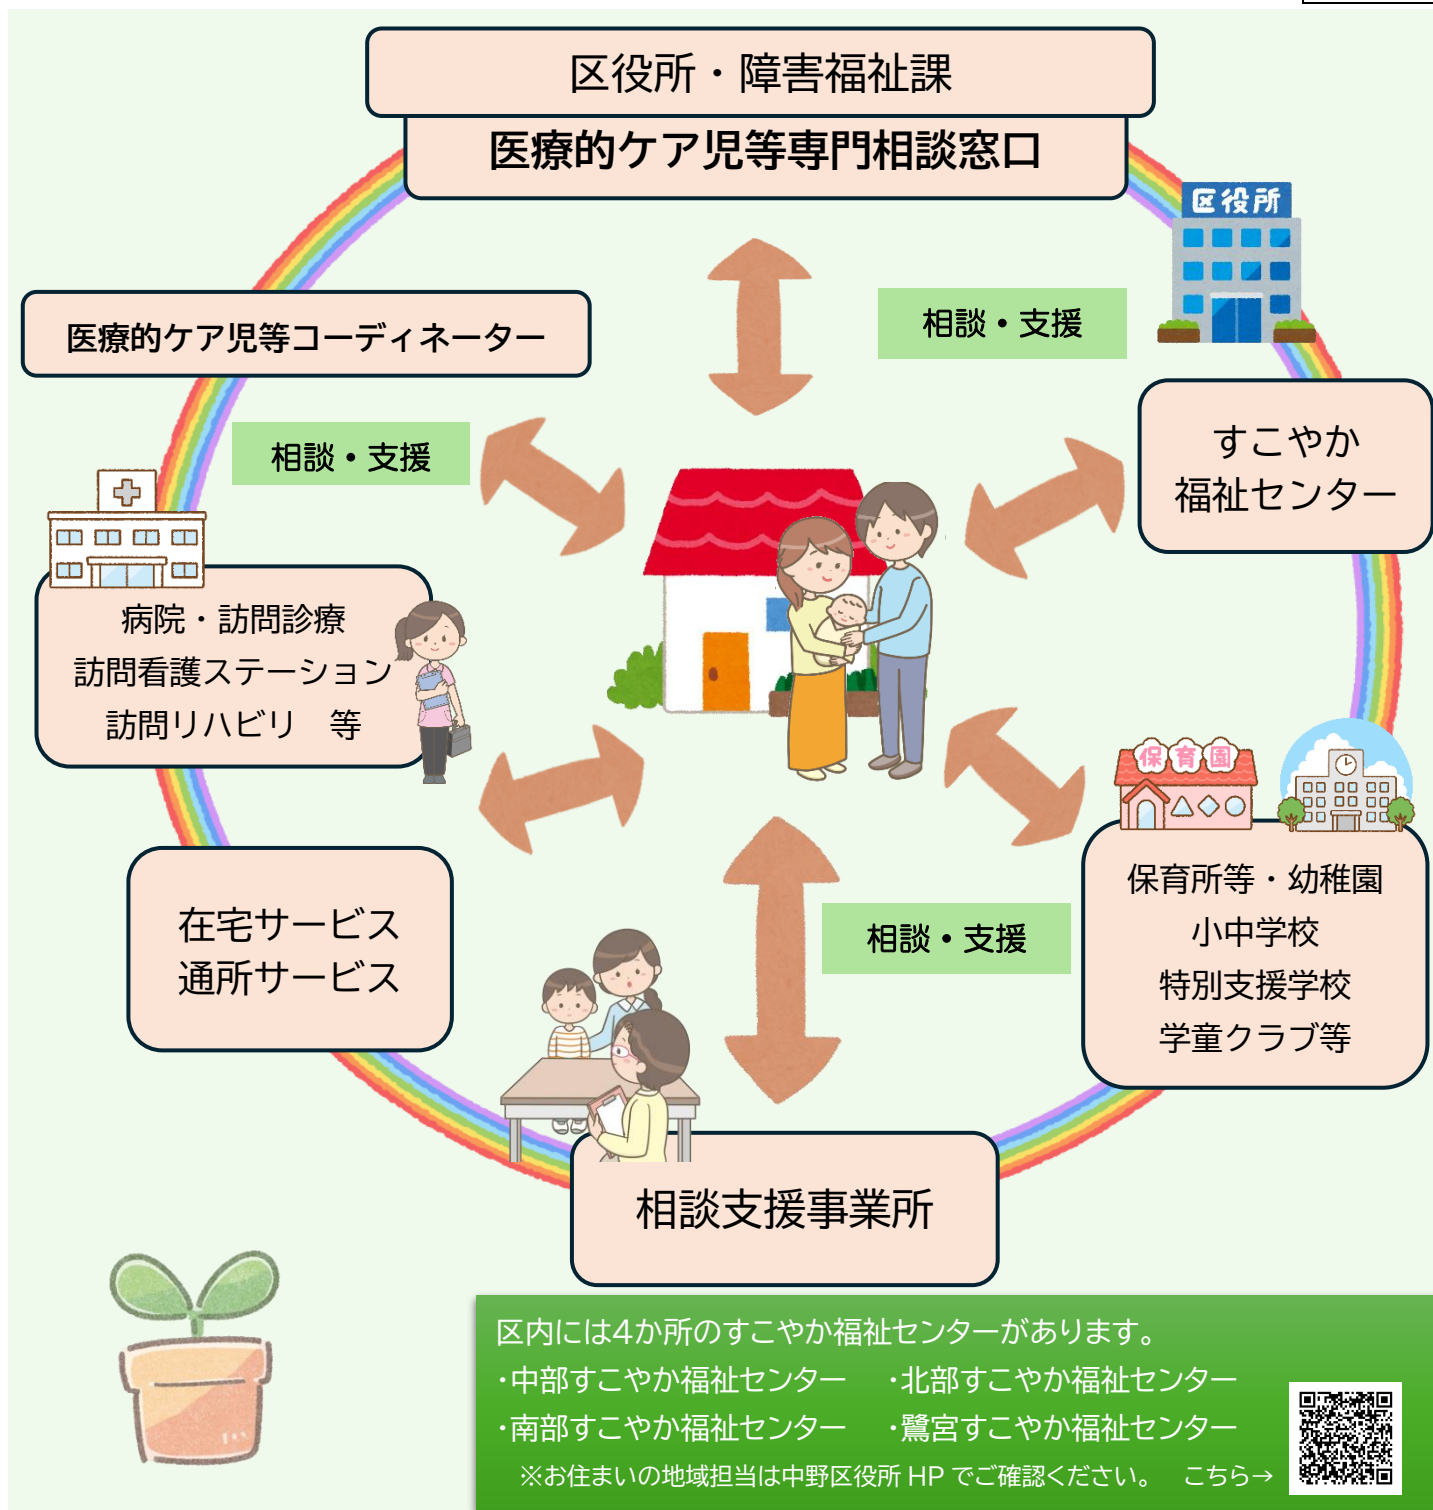 区役所・障害福祉課
医療的ケア児等専門相談窓口
区役所
医療的ケア児等コーディネーター
相談・支援
相談・支援
すこやか
福祉センター
病院・訪問診療
訪問看護ステーション
訪問リハビリ　等
保育園
保育所等・幼稚園
小中学校
特別支援学校
学童クラブ等
在宅サービス
通所サービス
相談・支援
相談支援事業所
区内には4か所のすこやか福祉センターがあります。
・中部すこやか福祉センター　・北部すこやか福祉センター
・南部すこやか福祉センター　・鷺宮すこやか福祉センター
※お住まいの地域担当は中野区役所 HP でご確認ください。　こちら→